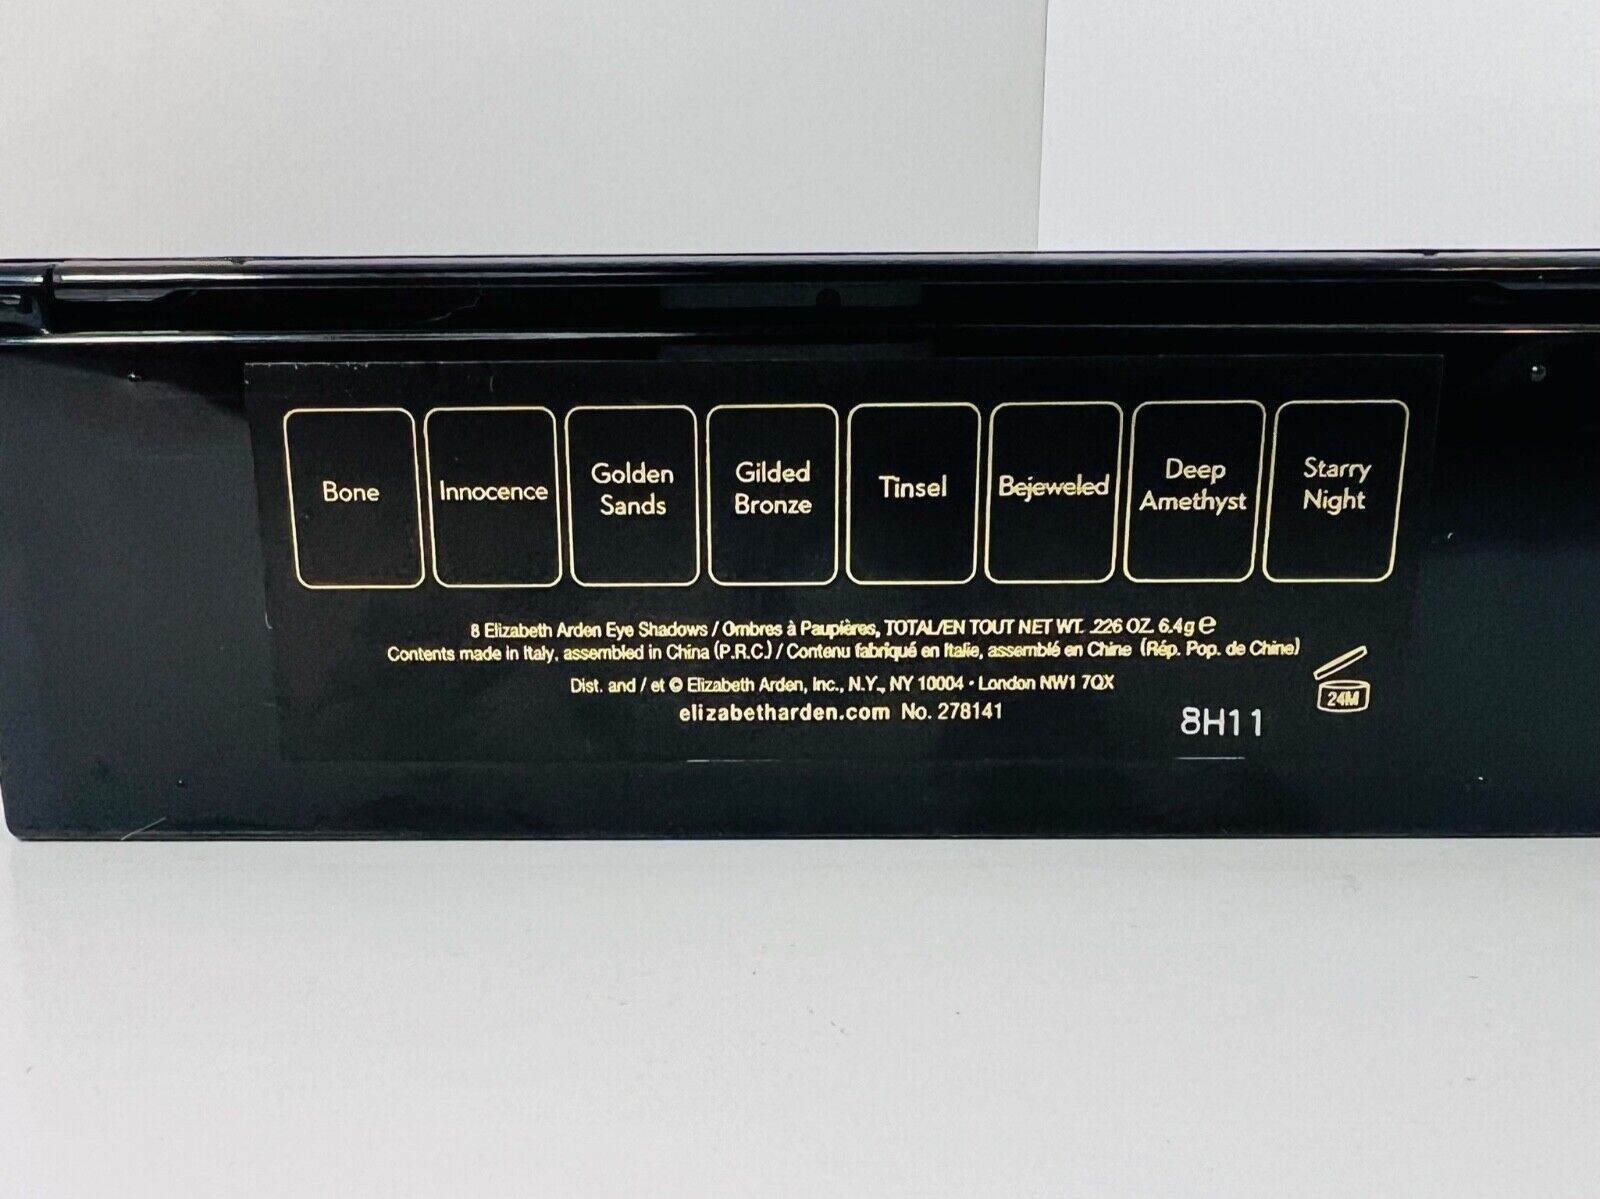 Bone
Innocence
Golden
Sands
Gilded
Bronze
Tinsel
Bejeweled
Deep
Amethyst
Starry
Night
8 Elizabeth Arden Eye Shadows / Ombres à Paupières, TOTAL/EN TOUT NET WT. .226 OZ. 6.4g ℮
Contents made in Italy, assembled in China (P.R.C.) / Contenu fabriqué en Italie, assemblé en Chine (Rép. Pop. de Chine)
Dist. and / et © Elizabeth Arden, Inc., N.Y., NY 10004 • London NW1 7QX
elizabetharden.com No. 278141
8H11
24M